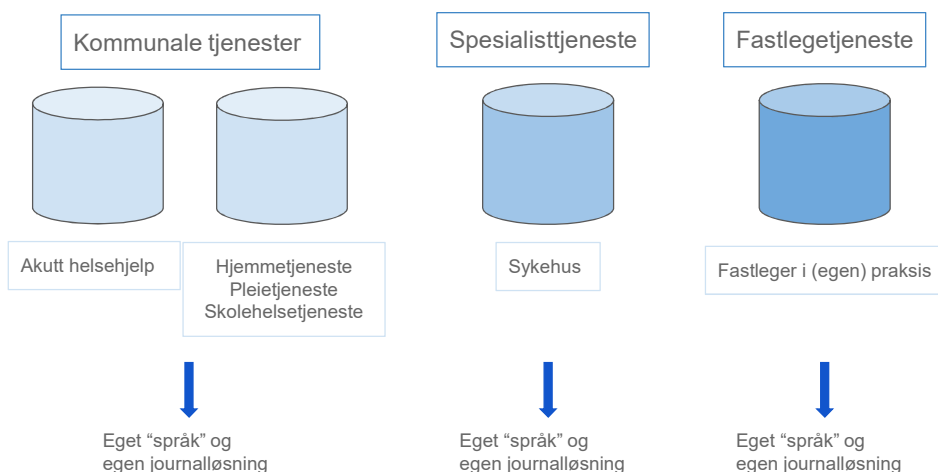 Kommunale tjenester
Spesialisttjeneste
Fastlegetjeneste
Akutt helsehjelp
Hjemmetjeneste
Pleietjeneste
Skolehelsetjeneste
Sykehus
Fastleger i (egen) praksis
Eget “språk” og
egen journalløsning
Eget “språk” og
egen journalløsning
Eget “språk” og
egen journalløsning